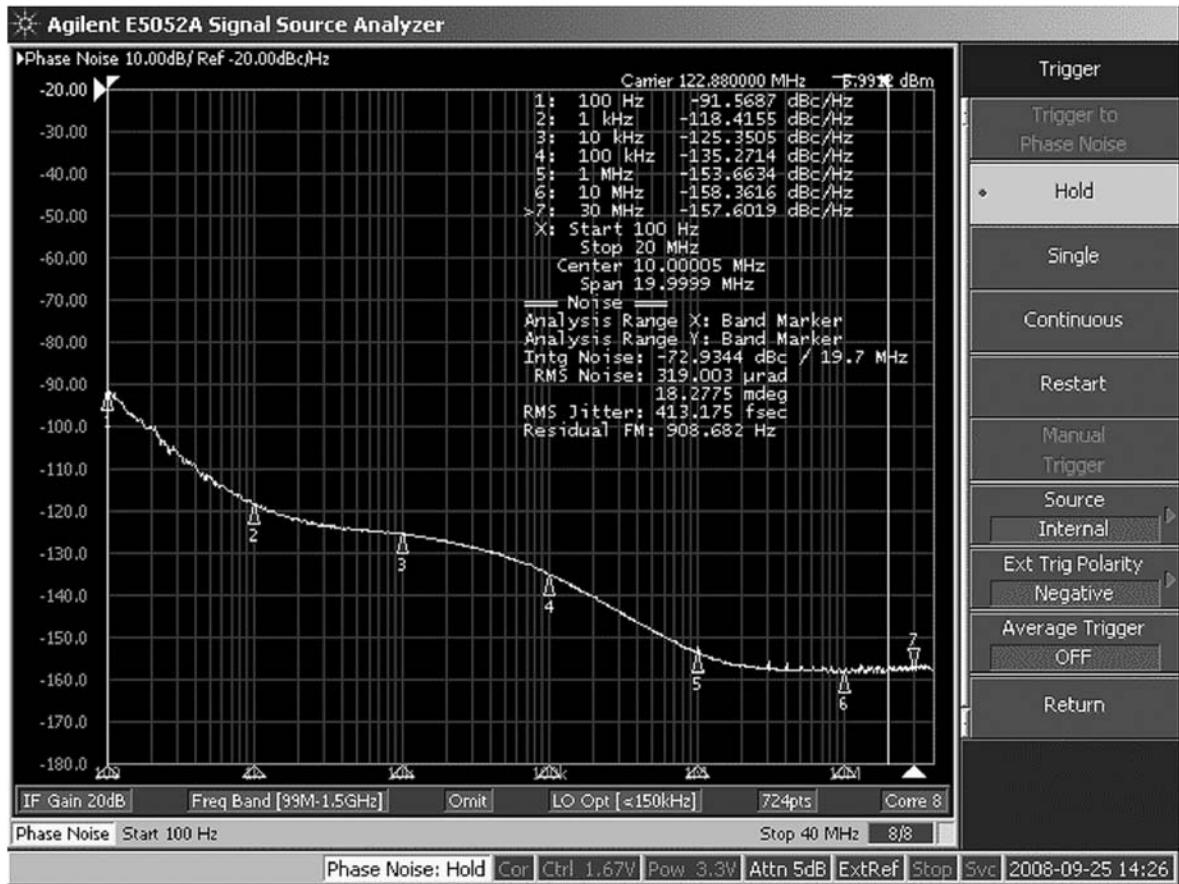 Agilent E5052A Signal Source Analyzer
Phase Noise 10.00dB/ Ref -20.00dBc/Hz
Carrier 122.880000 MHz dBm
1: 100 Hz -91.5687 dBc/Hz
2: 1 kHz -118.4155 dBc/Hz
3: 10 kHz -125.3505 dBc/Hz
4: 100 kHz -135.2714 dBc/Hz
5: 1 MHz -153.6634 dBc/Hz
6: 10 MHz -158.3616 dBc/Hz
>7: 30 MHz -157.6019 dBc/Hz
X: Start 100 Hz
Stop 20 MHz
Center 10.00005 MHz
Span 19.9999 MHz
Noise
Analysis Range X: Band Marker
Analysis Range Y: Band Marker
Intg Noise: -72.9344 dBc / 19.7 MHz
RMS Noise: 319.003 µrad
18.2775 mdeg
RMS Jitter: 413.175 fsec
Residual FM: 908.682 Hz
-20.00
-30.00
-40.00
-50.00
-60.00
-70.00
-80.00
-90.00
-100.0
-110.0
-120.0
-130.0
-140.0
-150.0
-160.0
-170.0
-180.0
2
3
4
5
6
7
IF Gain 20dB
Freq Band [99M-1.5GHz]
Omit
LO Opt [<150kHz]
724pts
Corre 8
Phase Noise Start 100 Hz
Stop 40 MHz
8/8
Phase Noise: Hold
Cor
Ctrl 1.67V
Pow 3.3V
Attn 5dB
ExtRef
Stop
Svc
2008-09-25 14:26
Trigger
Trigger to
Phase Noise
Hold
Single
Continuous
Restart
Manual
Trigger
Source
Internal
Ext Trig Polarity
Negative
Average Trigger
OFF
Return